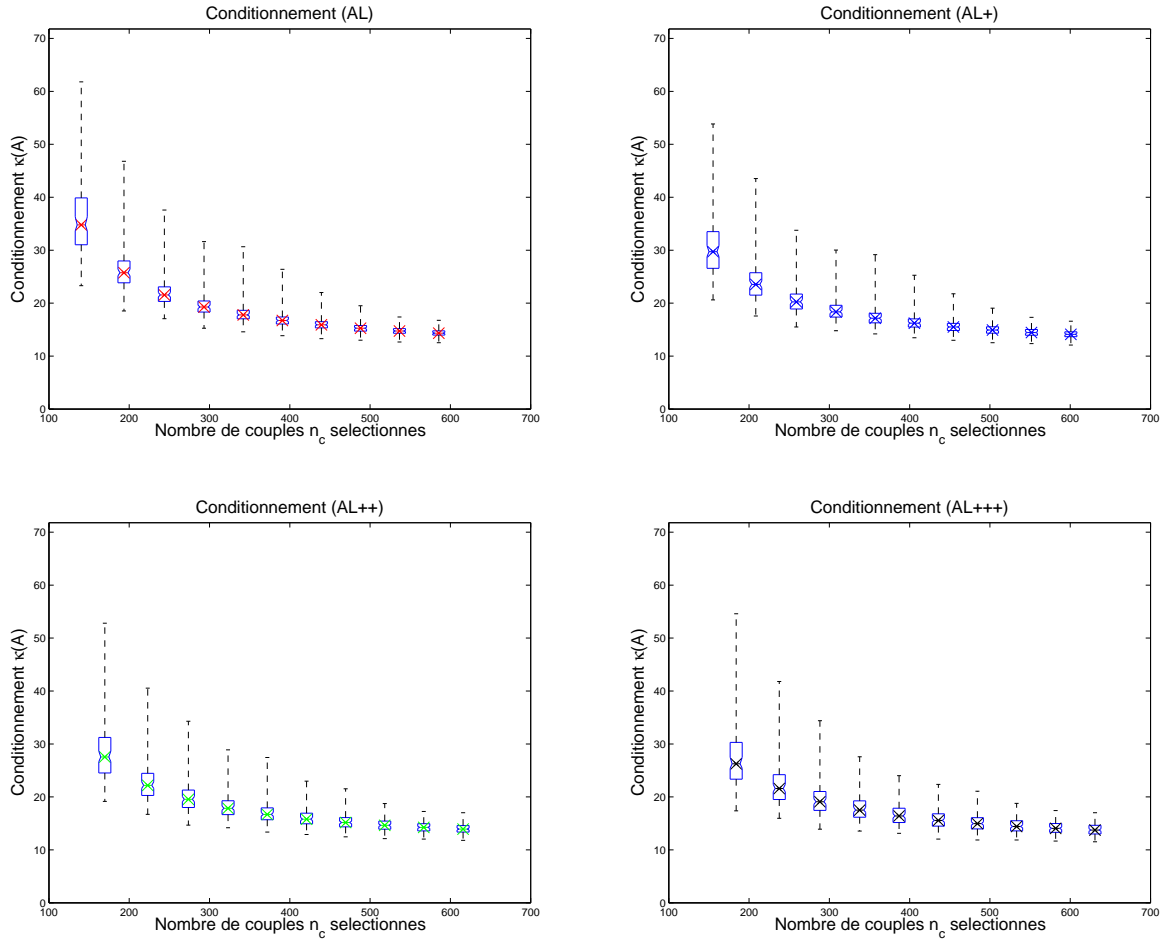 Conditionnement (AL)
70
60
50
40
30
20
10
0
Conditionnement κ(A)
100 200 300 400 500 600 700
Nombre de couples n_c selectionnes
Conditionnement (AL+)
70
60
50
40
30
20
10
0
Conditionnement κ(A)
100 200 300 400 500 600 700
Nombre de couples n_c selectionnes
Conditionnement (AL++)
70
60
50
40
30
20
10
0
Conditionnement κ(A)
100 200 300 400 500 600 700
Nombre de couples n_c selectionnes
Conditionnement (AL+++)
70
60
50
40
30
20
10
0
Conditionnement κ(A)
100 200 300 400 500 600 700
Nombre de couples n_c selectionnes